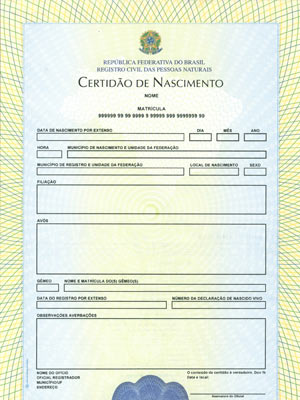 REPÚBLICA FEDERATIVA DO BRASIL
REGISTRO CIVIL DAS PESSOAS NATURAIS
CERTIDÃO DE NASCIMENTO
NOME
MATRÍCULA
999999 99 99 9999 9 99995 999 9999999 99
DATA DE NASCIMENTO POR EXTENSO DIA MÊS ANO
HORA MUNICÍPIO DE NASCIMENTO E UNIDADE DA FEDERAÇÃO
MUNICÍPIO DE REGISTRO E UNIDADE DA FEDERAÇÃO LOCAL DE NASCIMENTO SEXO
FILIAÇÃO
AVÓS
GÊMEO NOME E MATRÍCULA DO(S) GÊMEO(S)
DATA DO REGISTRO POR EXTENSO NÚMERO DA DECLARAÇÃO DE NASCIDO VIVO
OBSERVAÇÕES AVERBAÇÕES
NOME DO OFÍCIO
OFICIAL REGISTRADOR
MUNICÍPIO/UF
ENDEREÇO
O conteúdo da certidão é verdadeiro. Dou fé
Data e local:
Assinatura do Oficial